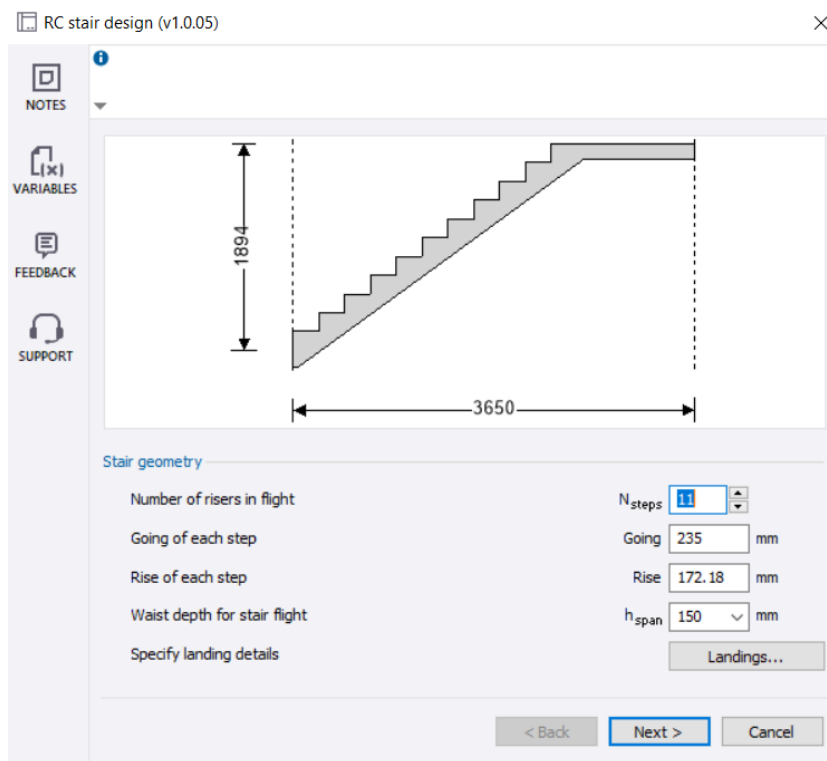 RC stair design (v1.0.05)
NOTES
VARIABLES
FEEDBACK
SUPPORT
1894
3650
Stair geometry
Number of risers in flight N steps 11
Going of each step Going 235 mm
Rise of each step Rise 172.18 mm
Waist depth for stair flight h span 150 mm
Specify landing details Landings...
< Back Next > Cancel